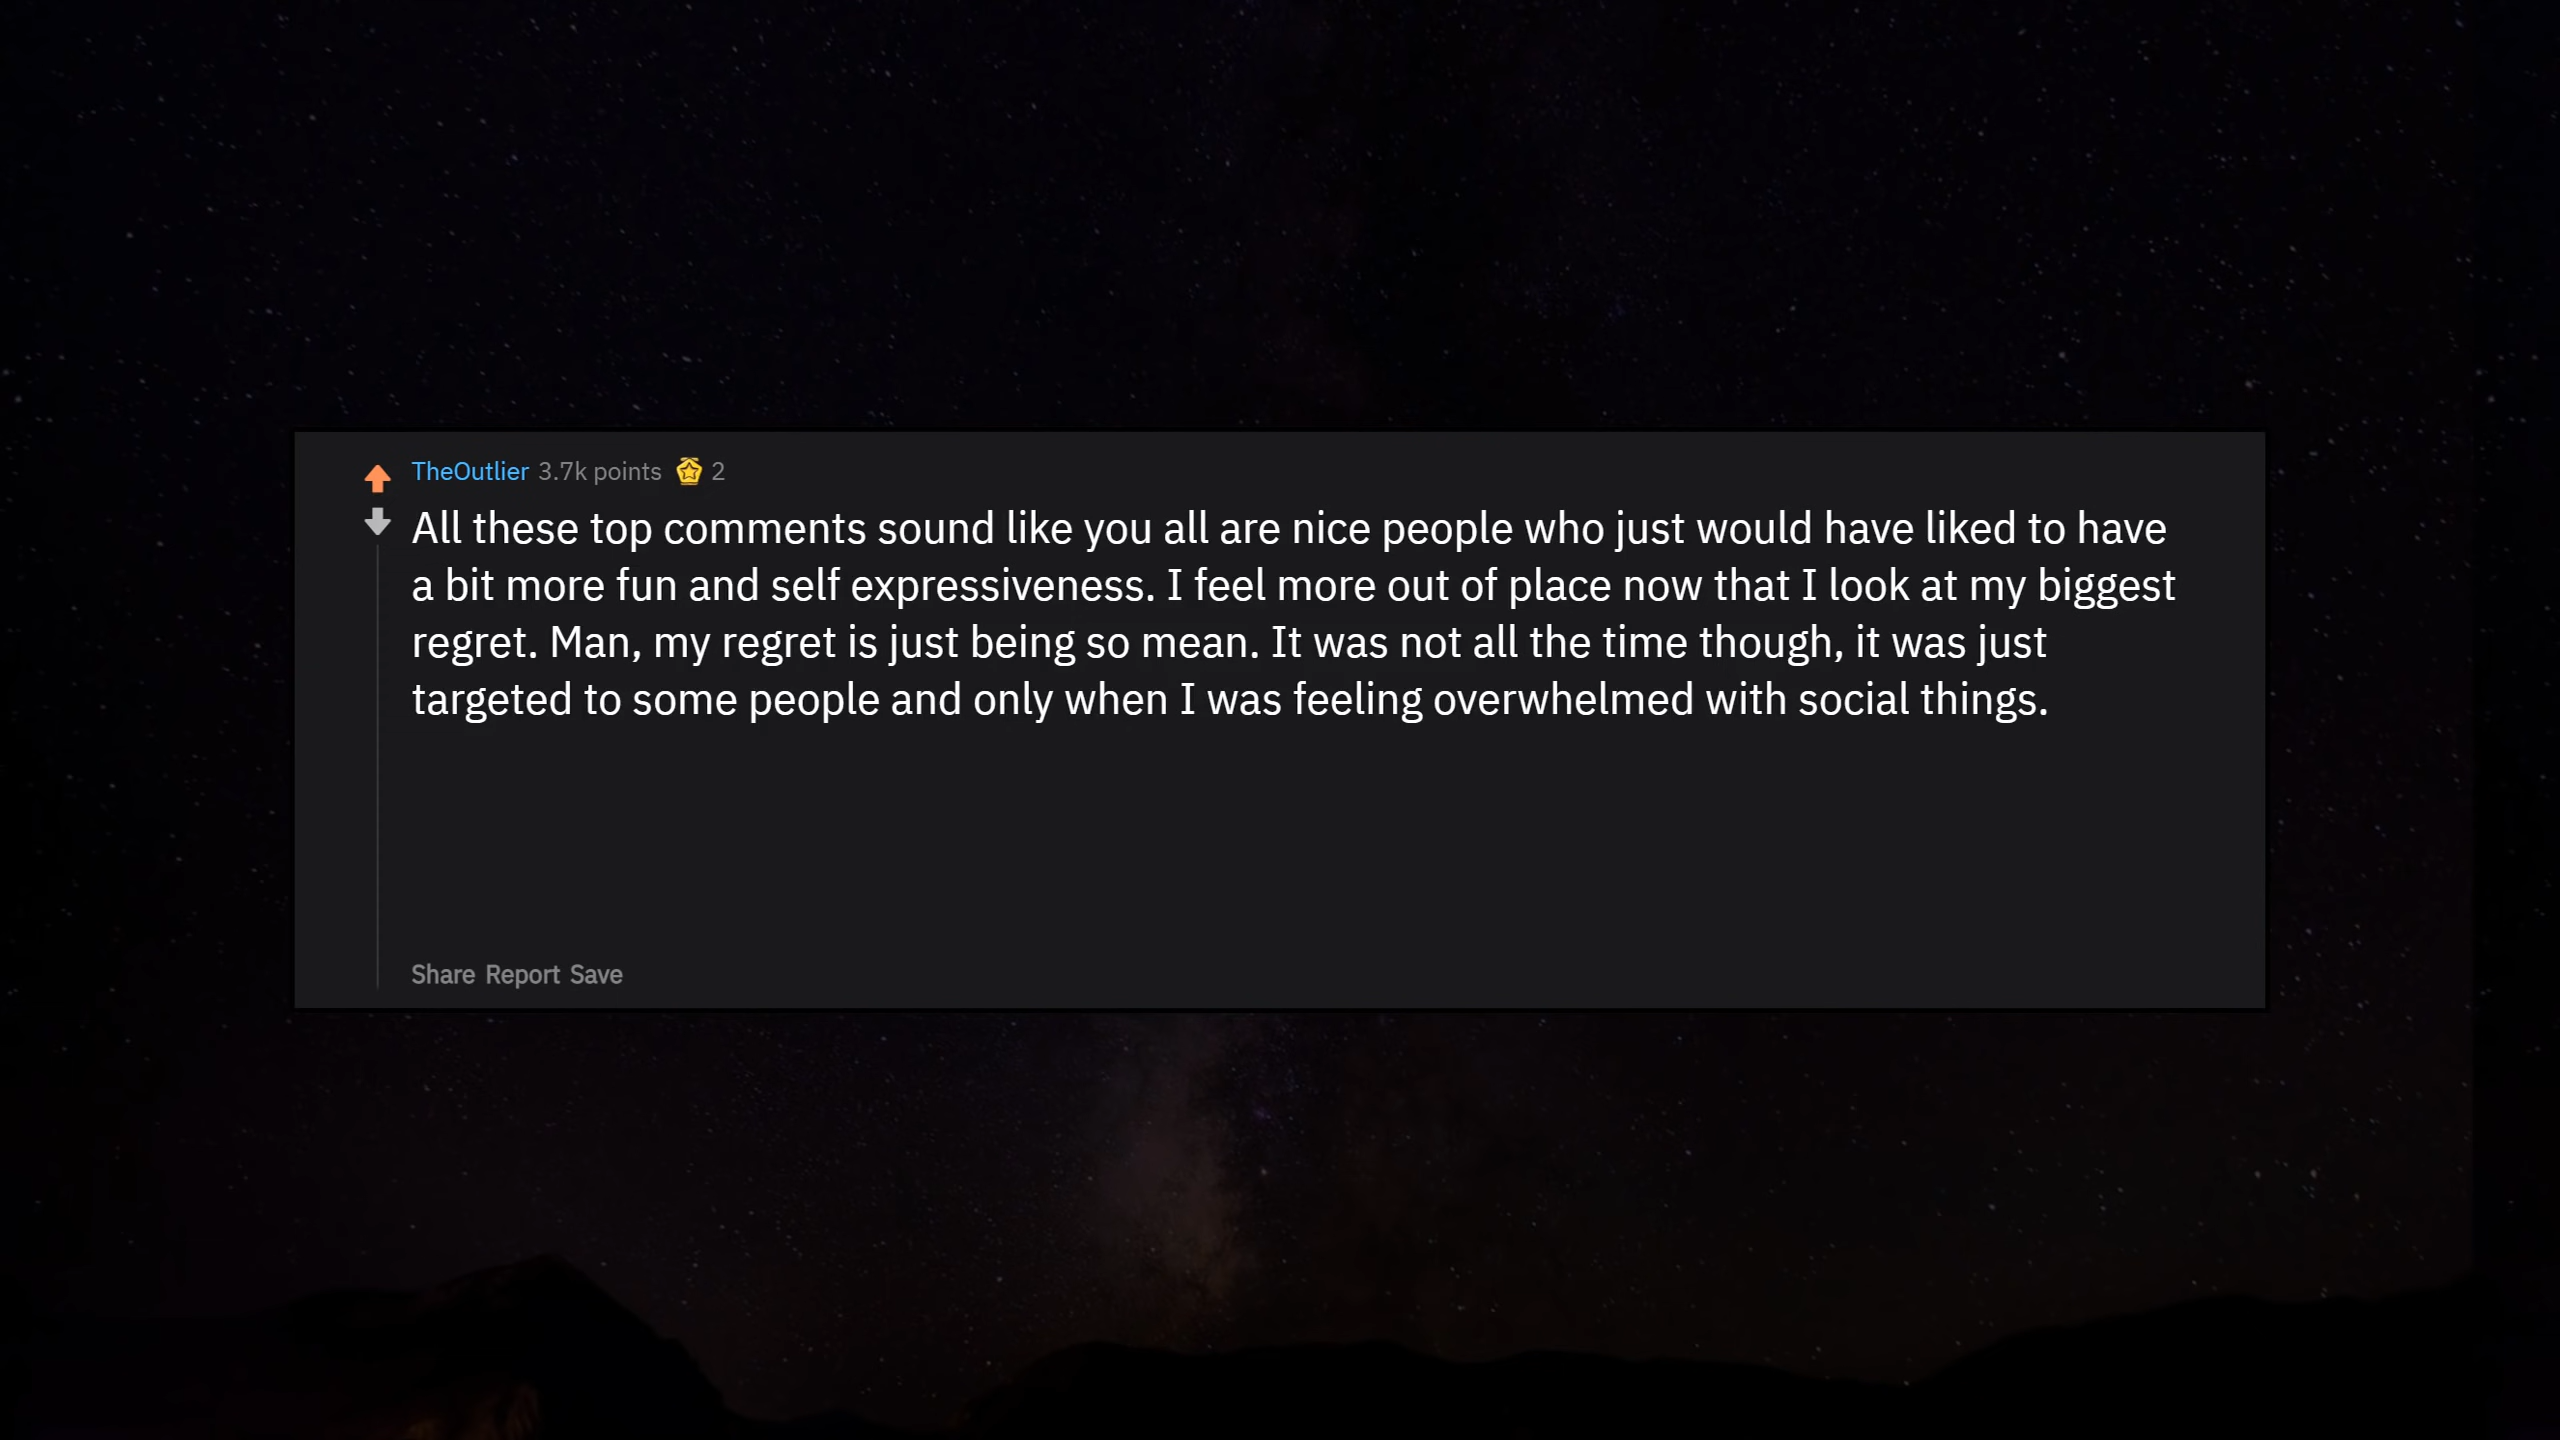 TheOutlier 3.7k points 2
All these top comments sound like you all are nice people who just would have liked to have
a bit more fun and self expressiveness. I feel more out of place now that I look at my biggest
regret. Man, my regret is just being so mean. It was not all the time though, it was just
targeted to some people and only when I was feeling overwhelmed with social things.
Share Report Save